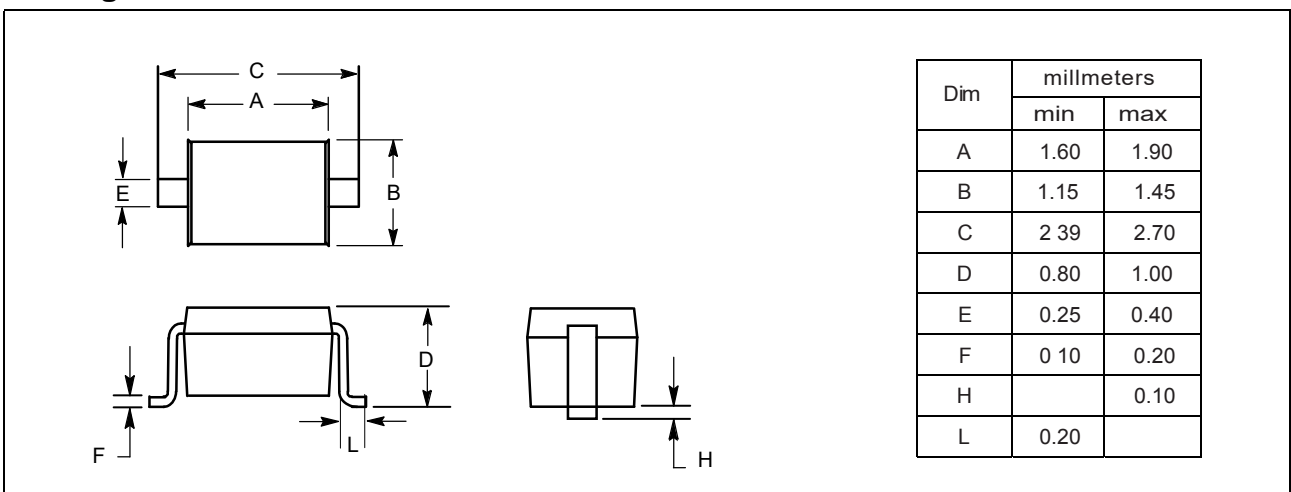 C
A
E
B
D
F
L
H
Dim millmeters
min max
A 1.60 1.90
B 1.15 1.45
C 2 39 2.70
D 0.80 1.00
E 0.25 0.40
F 0 10 0.20
H 0.10
L 0.20